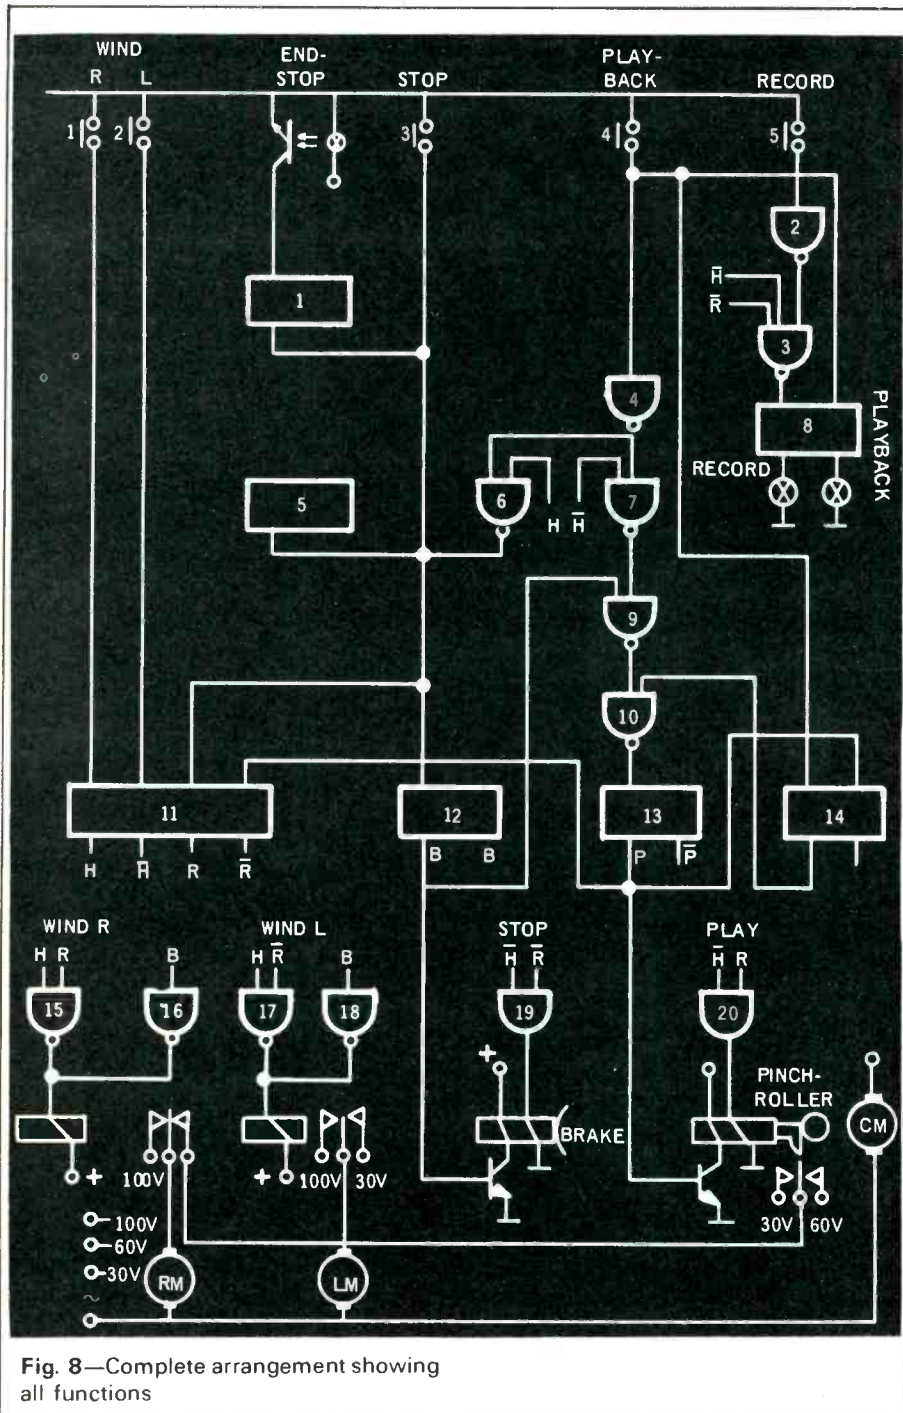 WIND
END-
STOP
STOP
PLAY-
BACK
RECORD
R L
1 2 3 4 5
2
H̅
R̅
1
3
4
8
PLAYBACK
RECORD
5
6
7
H H̅
9
10
11
12
13
14
H H̅ R R̅
B B
P P̅
WIND R
WIND L
STOP
PLAY
H R
B
H R̅
B
H̅ R̅
H̅ R
15
16
17
18
19
20
+
PINCH-
ROLLER
BRAKE
CM
+ 100V
+ 100V 30V
30V 60V
100V
60V
30V
~
RM
LM
Fig. 8—Complete arrangement showing
all functions